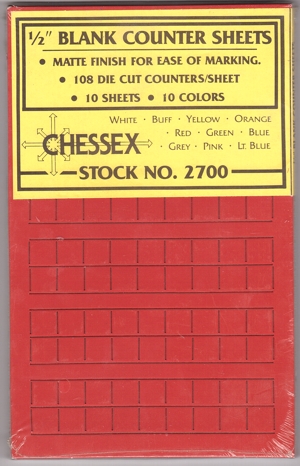 1/2" BLANK COUNTER SHEETS
• MATTE FINISH FOR EASE OF MARKING.
• 108 DIE CUT COUNTERS/SHEET
• 10 SHEETS • 10 COLORS
WHITE · BUFF · YELLOW · ORANGE
· RED · GREEN · BLUE
· GREY · PINK · LT. BLUE
CHESSEX
STOCK NO. 2700